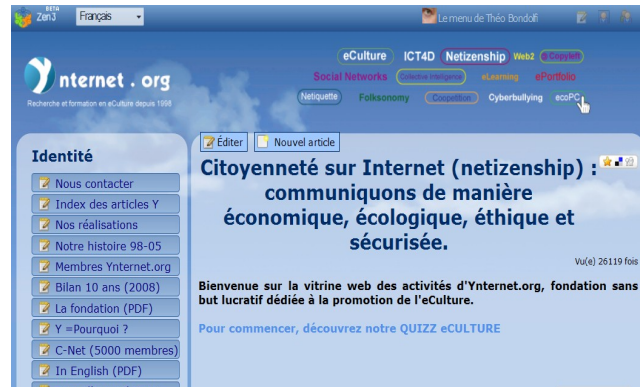 BETA
Zen3
Français
Le menu de Théo Bondolfi
eCulture ICT4D Netizenship Web2 Copyleft
Social Networks Collective Intelligence eLearning ePortfolio
Netiquette Folksonomy Coopetition Cyberbullying ecoPC
Ynternet.org
Recherche et formation en eCulture depuis 1998
Éditer Nouvel article
Identité
Nous contacter
Index des articles Y
Nos réalisations
Notre histoire 98-05
Membres Ynternet.org
Bilan 10 ans (2008)
La fondation (PDF)
Y =Pourquoi ?
C-Net (5000 membres)
In English (PDF)
Citoyenneté sur Internet (netizenship) :
communiquons de manière
économique, écologique, éthique et
sécurisée.
Vu(e) 26119 fois
Bienvenue sur la vitrine web des activités d'Ynternet.org, fondation sans
but lucratif dédiée à la promotion de l'eCulture.
Pour commencer, découvrez notre QUIZZ eCULTURE